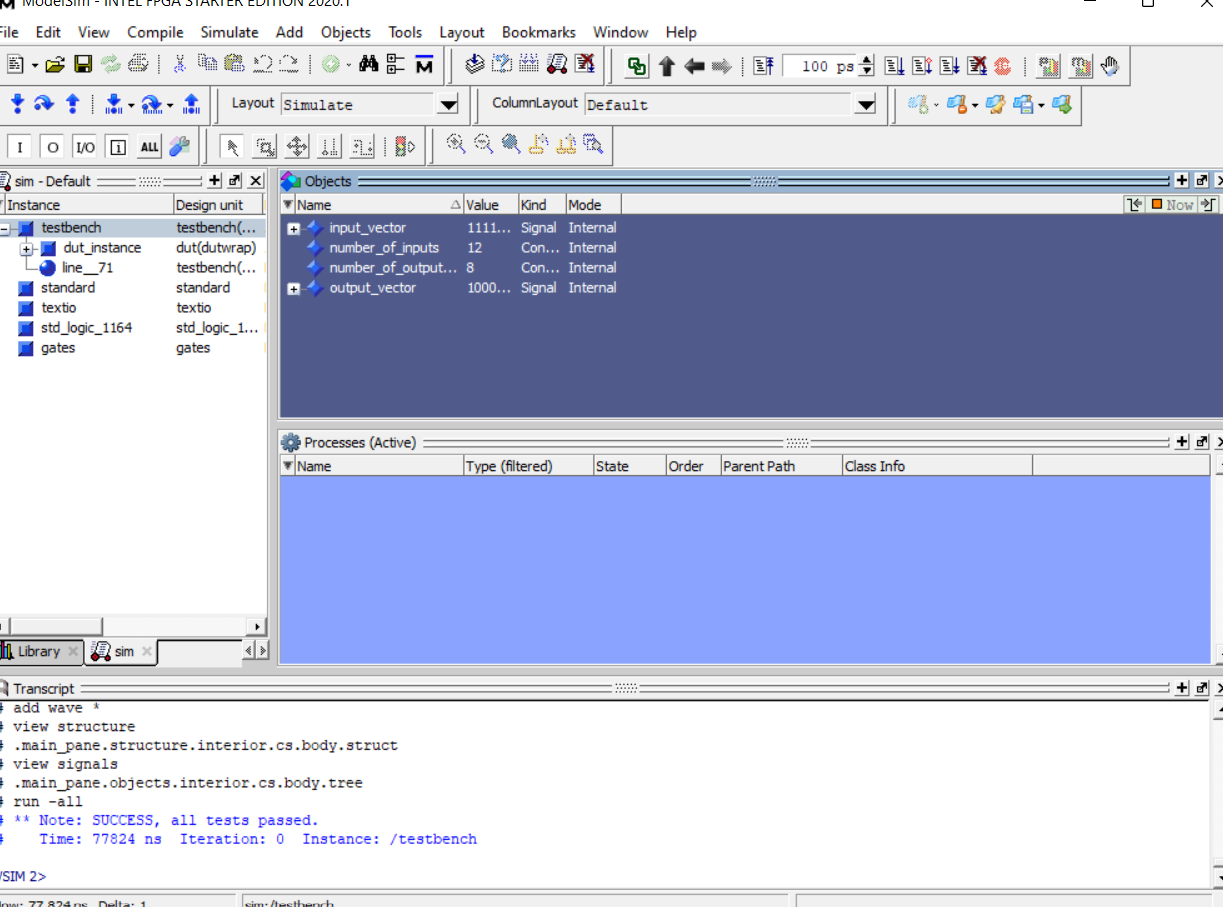 ModelSim - INTEL FPGA STARTER EDITION 2020.1
File Edit View Compile Simulate Add Objects Tools Layout Bookmarks Window Help
100 ps
Layout Simulate ColumnLayout Default
I O I/O i ALL
sim - Default
Instance Design unit
testbench testbench(...
dut_instance dut(dutwrap)
line__71 testbench(...
standard standard
textio textio
std_logic_1164 std_logic_1...
gates gates
Library sim
Objects
Name Value Kind Mode Now
input_vector 1111... Signal Internal
number_of_inputs 12 Con... Internal
number_of_output... 8 Con... Internal
output_vector 1000... Signal Internal
Processes (Active)
Name Type (filtered) State Order Parent Path Class Info
Transcript
# add wave *
# view structure
# .main_pane.structure.interior.cs.body.struct
# view signals
# .main_pane.objects.interior.cs.body.tree
# run -all
# ** Note: SUCCESS, all tests passed.
#    Time: 77824 ns  Iteration: 0  Instance: /testbench
VSIM 2>
Now: 77,824 ns Delta: 1 sim:/testbench